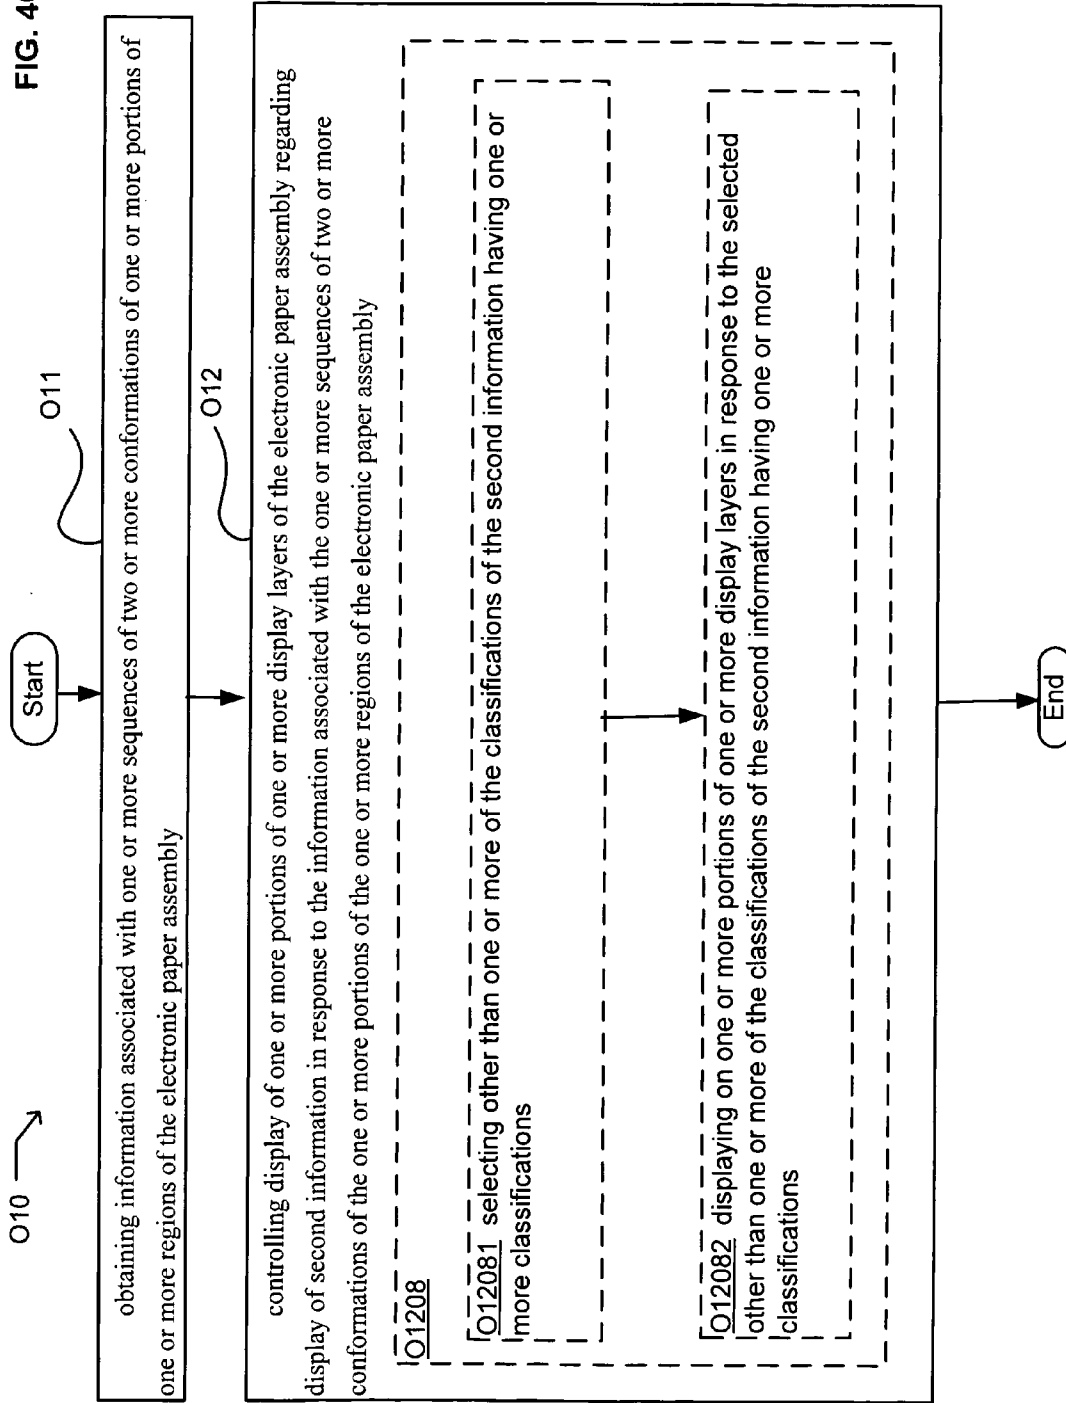 FIG. 4
O10
Start
O11
obtaining information associated with one or more sequences of two or more conformations of one or more portions of
one or more regions of the electronic paper assembly
O12
controlling display of one or more portions of one or more display layers of the electronic paper assembly regarding
display of second information in response to the information associated with the one or more sequences of two or more
conformations of the one or more portions of the one or more regions of the electronic paper assembly
O1208
O12081 selecting other than one or more of the classifications of the second information having one or
more classifications
O12082 displaying on one or more portions of one or more display layers in response to the selected
other than one or more of the classifications of the second information having one or more
classifications
End